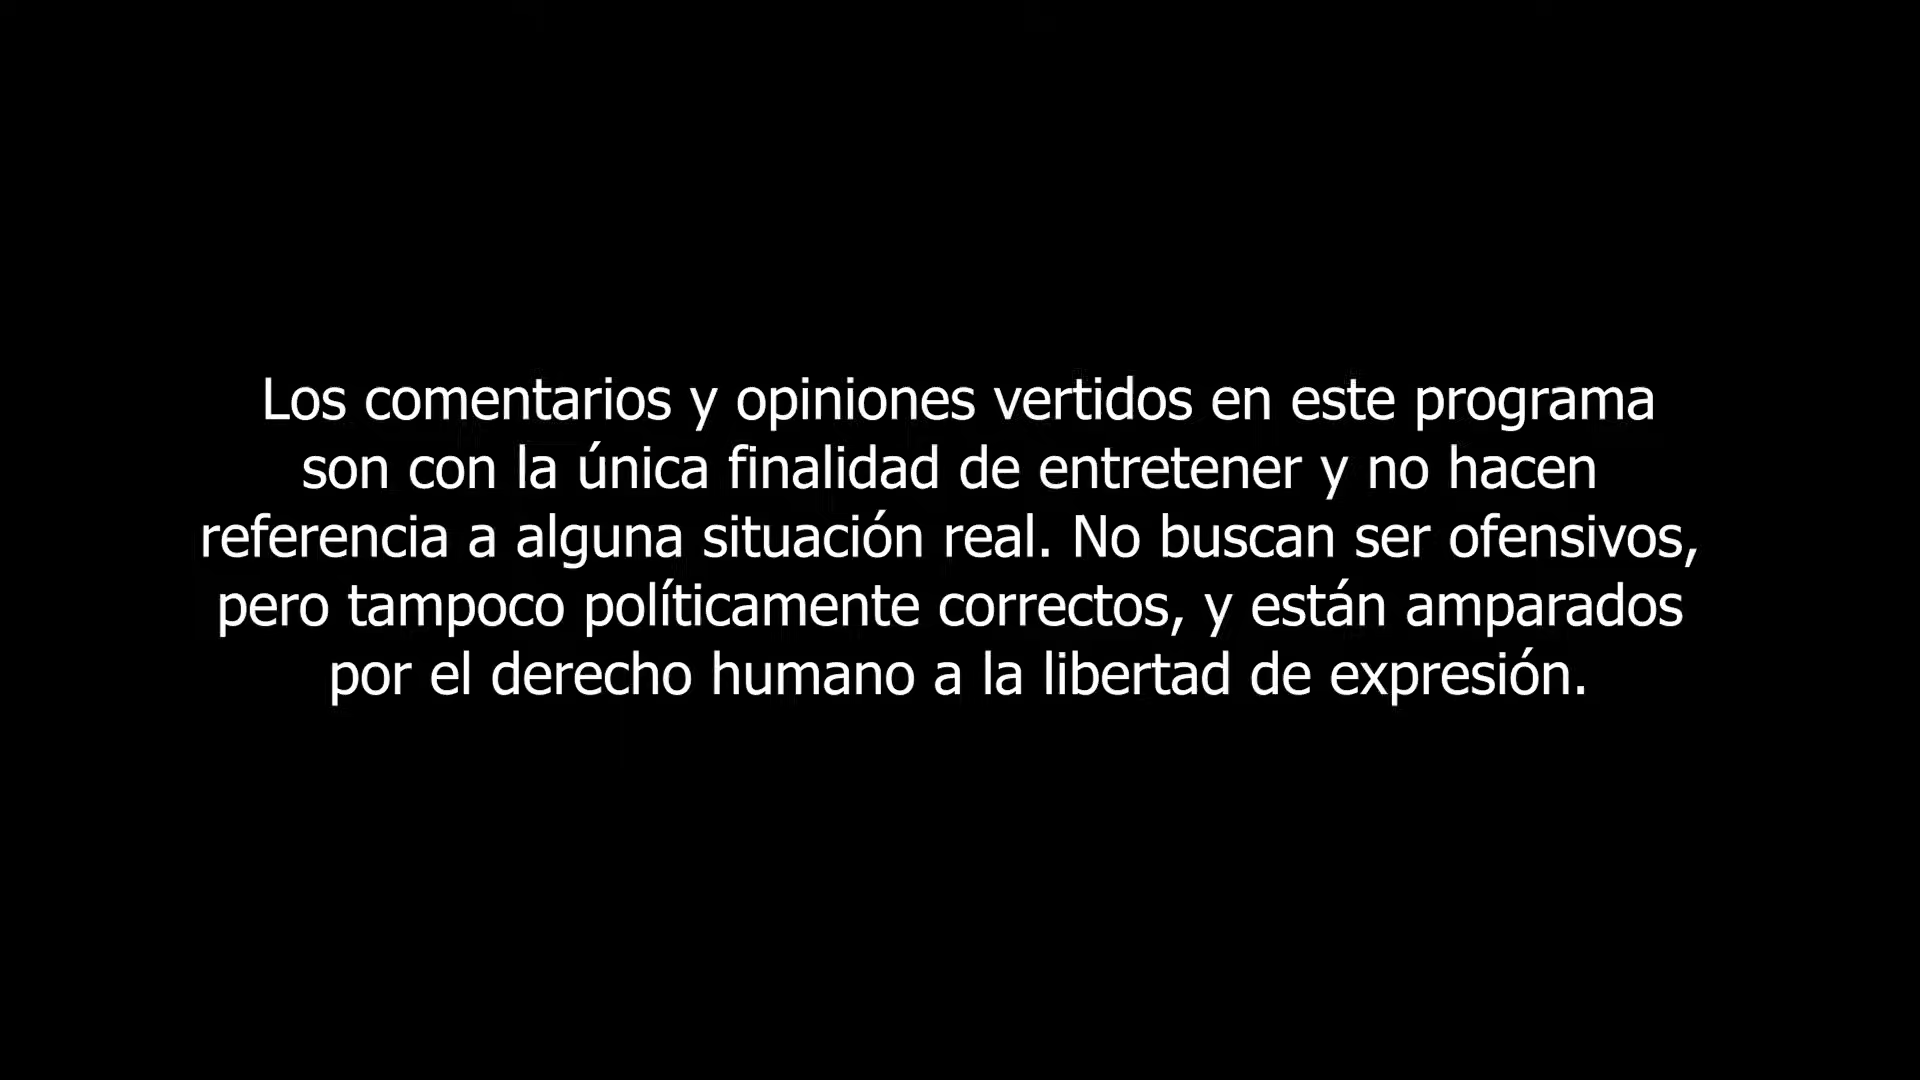 Los comentarios y opiniones vertidos en este programa
son con la única finalidad de entretener y no hacen
referencia a alguna situación real. No buscan ser ofensivos,
pero tampoco políticamente correctos, y están amparados
por el derecho humano a la libertad de expresión.